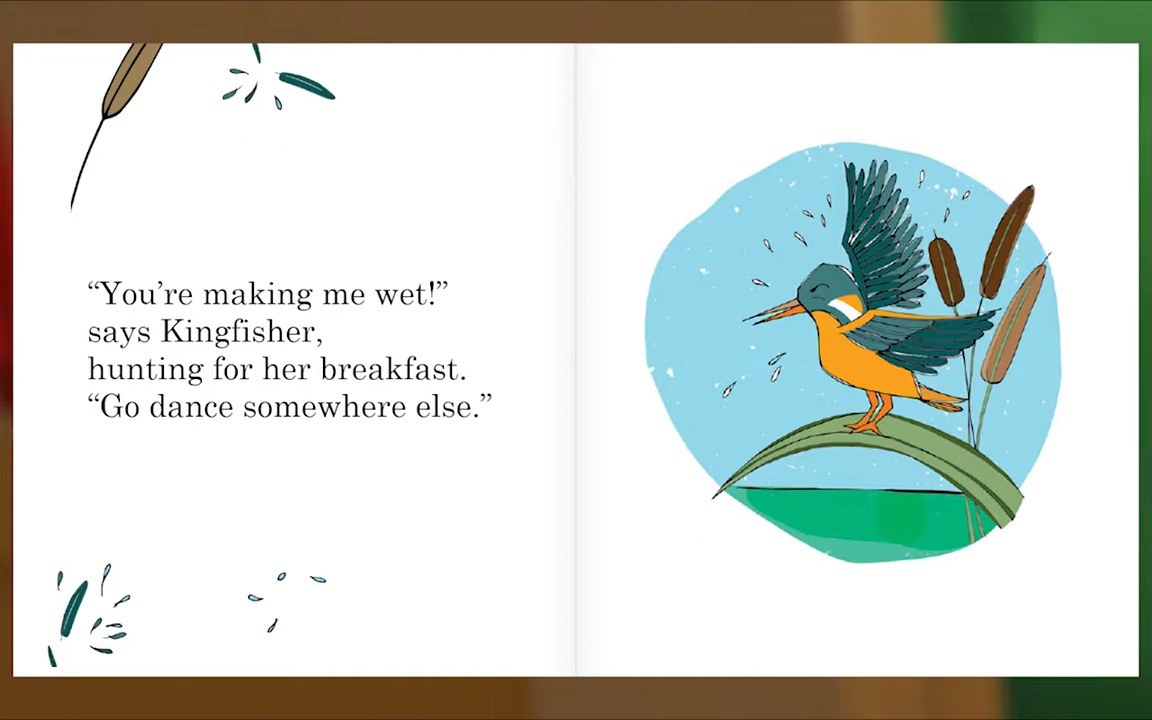 “You’re making me wet!”
says Kingfisher,
hunting for her breakfast.
“Go dance somewhere else.”